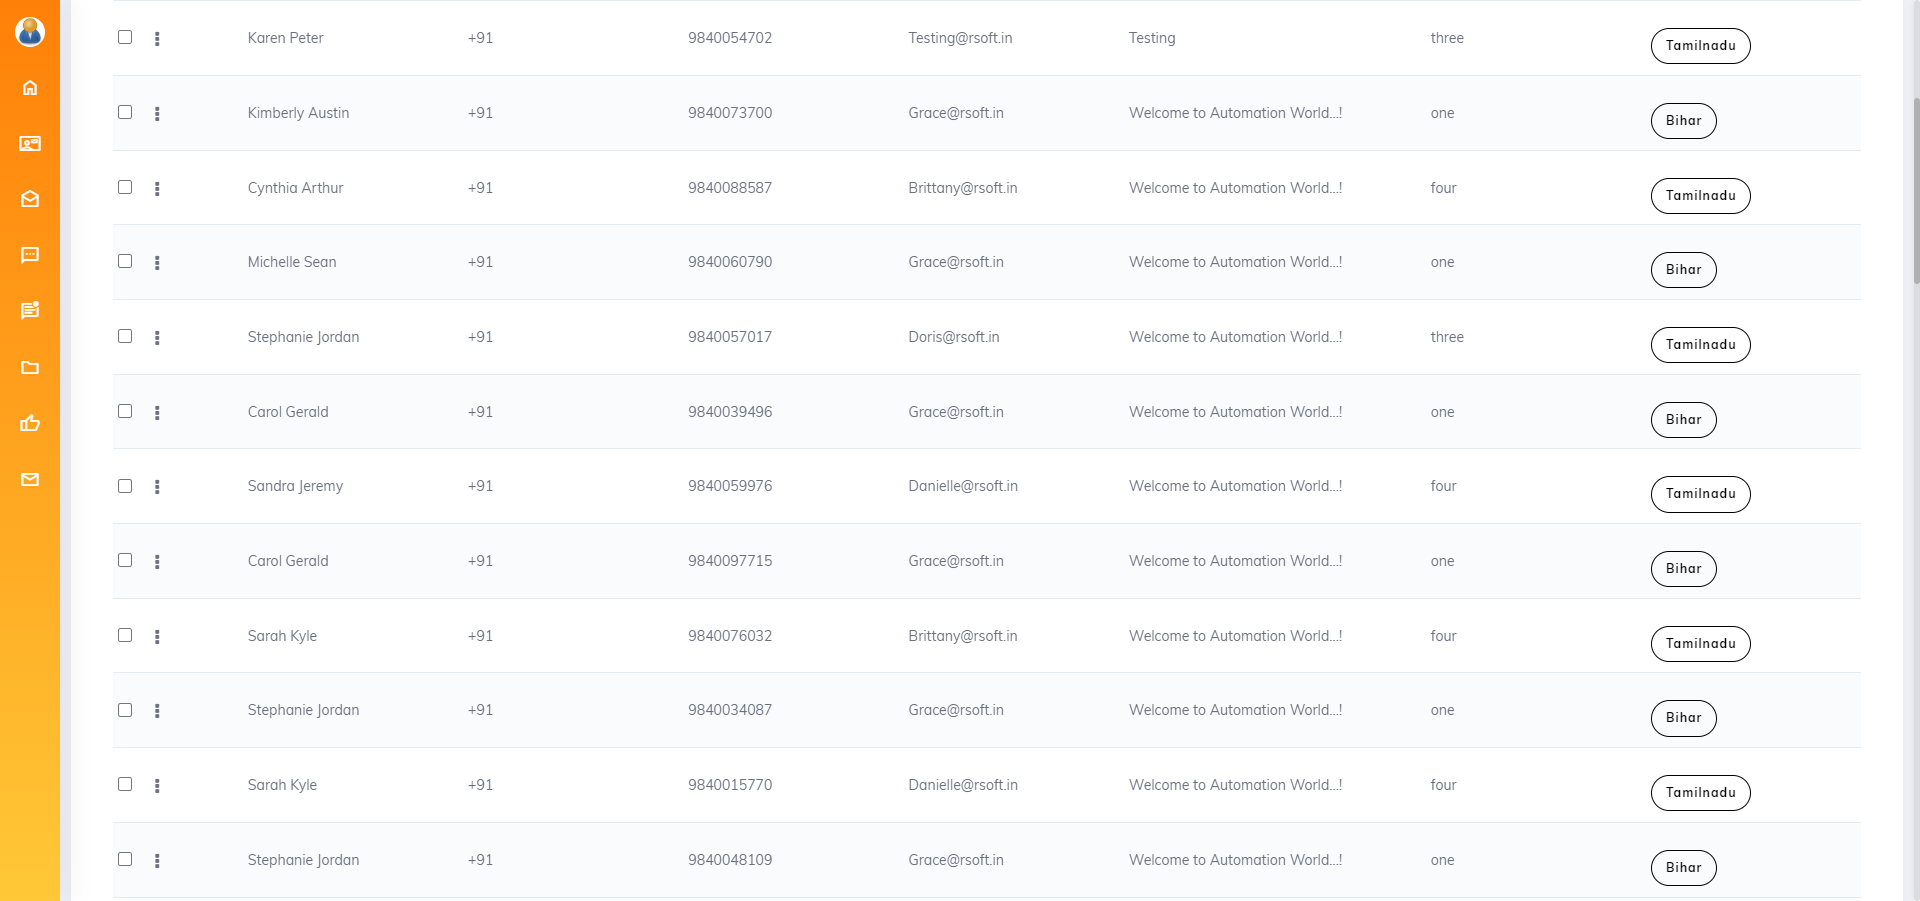 Karen Peter +91 9840054702 Testing@rsoft.in Testing three Tamilnadu
Kimberly Austin +91 9840073700 Grace@rsoft.in Welcome to Automation World...! one Bihar
Cynthia Arthur +91 9840088587 Brittany@rsoft.in Welcome to Automation World...! four Tamilnadu
Michelle Sean +91 9840060790 Grace@rsoft.in Welcome to Automation World...! one Bihar
Stephanie Jordan +91 9840057017 Doris@rsoft.in Welcome to Automation World...! three Tamilnadu
Carol Gerald +91 9840039496 Grace@rsoft.in Welcome to Automation World...! one Bihar
Sandra Jeremy +91 9840059976 Danielle@rsoft.in Welcome to Automation World...! four Tamilnadu
Carol Gerald +91 9840097715 Grace@rsoft.in Welcome to Automation World...! one Bihar
Sarah Kyle +91 9840076032 Brittany@rsoft.in Welcome to Automation World...! four Tamilnadu
Stephanie Jordan +91 9840034087 Grace@rsoft.in Welcome to Automation World...! one Bihar
Sarah Kyle +91 9840015770 Danielle@rsoft.in Welcome to Automation World...! four Tamilnadu
Stephanie Jordan +91 9840048109 Grace@rsoft.in Welcome to Automation World...! one Bihar